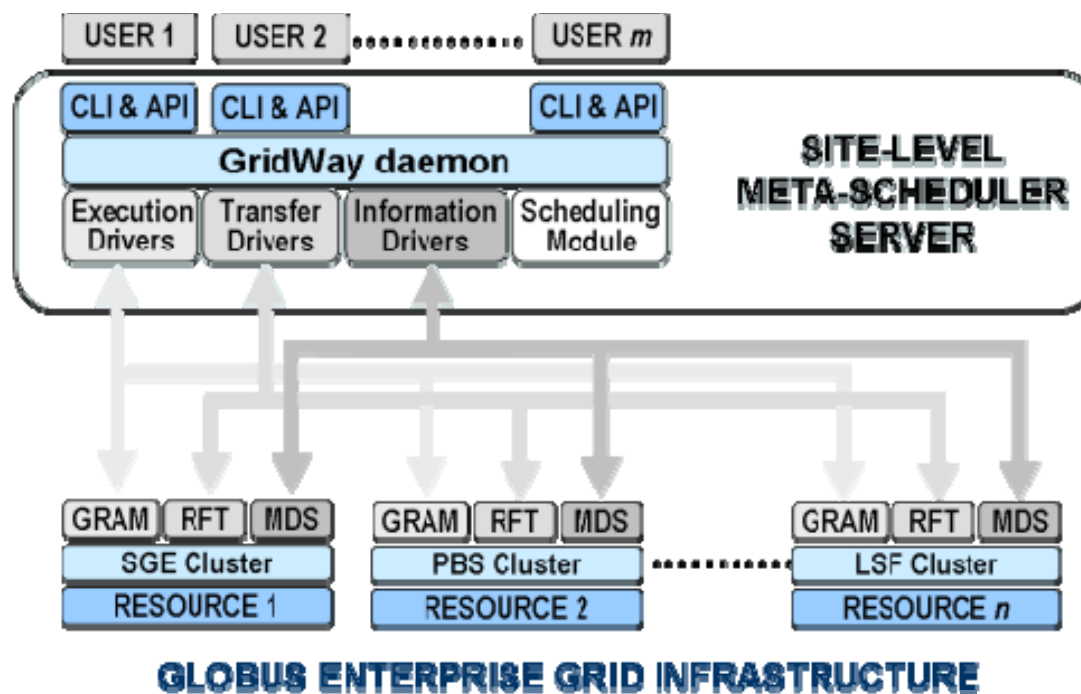 USER 1 USER 2 USER m
CLI & API CLI & API CLI & API
GridWay daemon
Execution Drivers
Transfer Drivers
Information Drivers
Scheduling Module
SITE-LEVEL
META-SCHEDULER
SERVER
GRAM RFT MDS
SGE Cluster
RESOURCE 1
GRAM RFT MDS
PBS Cluster
RESOURCE 2
GRAM RFT MDS
LSF Cluster
RESOURCE n
GLOBUS ENTERPRISE GRID INFRASTRUCTURE